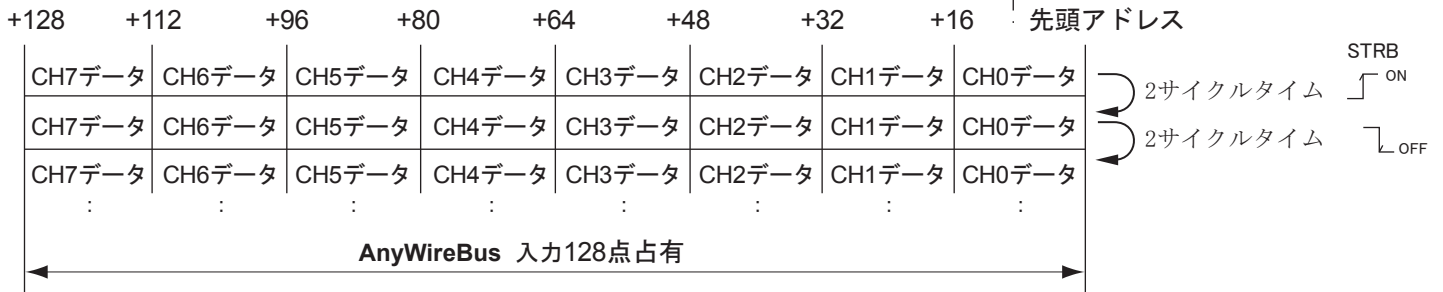 +128 +112 +96 +80 +64 +48 +32 +16 先頭アドレス
STRB
CH7データ CH6データ CH5データ CH4データ CH3データ CH2データ CH1データ CH0データ 2サイクルタイム ON
CH7データ CH6データ CH5データ CH4データ CH3データ CH2データ CH1データ CH0データ 2サイクルタイム OFF
CH7データ CH6データ CH5データ CH4データ CH3データ CH2データ CH1データ CH0データ
: : : : : : : :
AnyWireBus 入力128点占有